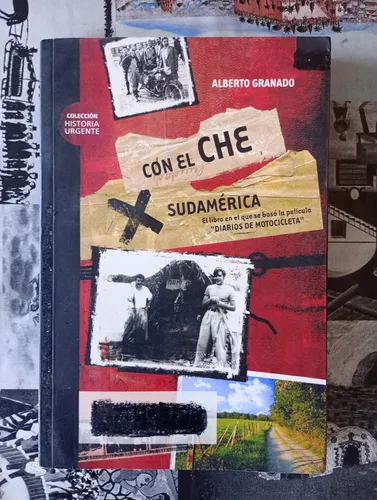 ALBERTO GRANADO
COLECCIÓN
HISTORIA
URGENTE
CON EL CHE
X SUDAMÉRICA
El libro en el que se basó la película
"DIARIOS DE MOTOCICLETA"